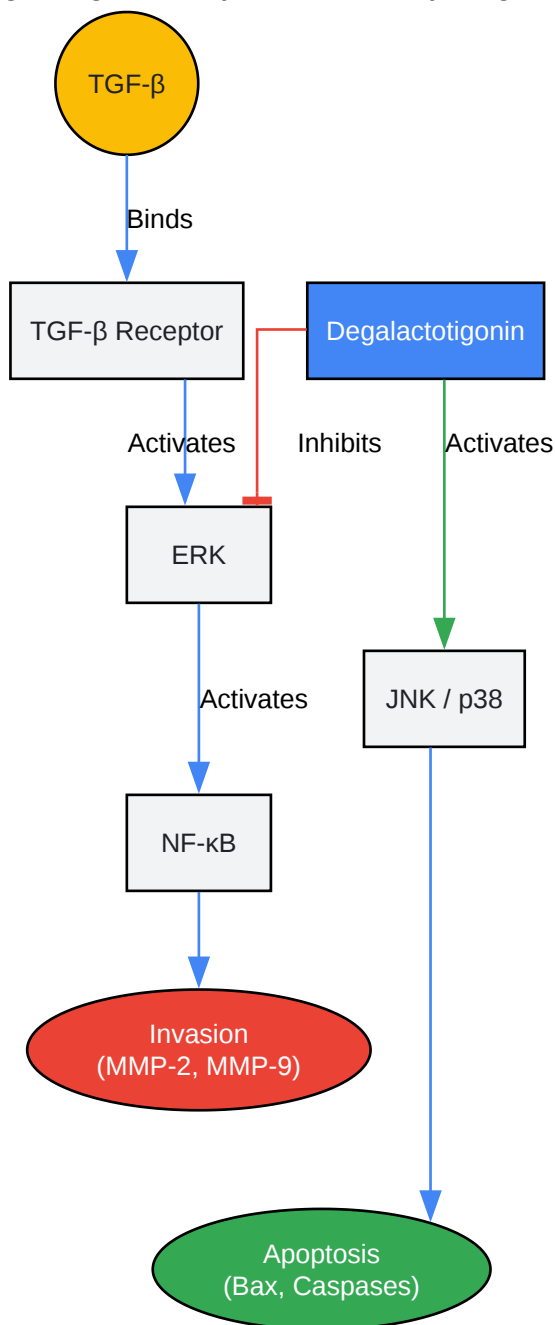 TGF-β
Binds
TGF-β Receptor
Degalactotigonin
Activates
Inhibits
Activates
ERK
JNK / p38
Activates
NF-κB
Invasion
(MMP-2, MMP-9)
Apoptosis
(Bax, Caspases)